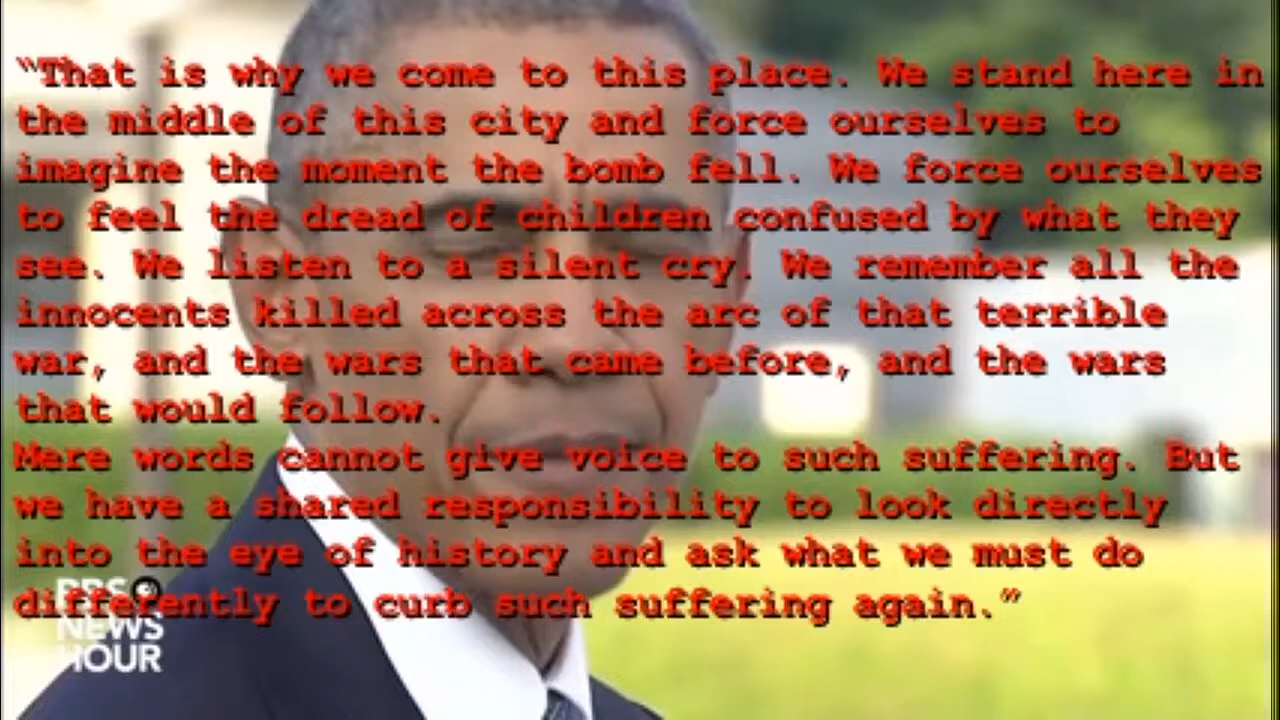 “That is why we come to this place. We stand here in
the middle of this city and force ourselves to
imagine the moment the bomb fell. We force ourselves
to feel the dread of children confused by what they
see. We listen to a silent cry. We remember all the
innocents killed across the arc of that terrible
war, and the wars that came before, and the wars
that would follow.
Mere words cannot give voice to such suffering. But
we have a shared responsibility to look directly
into the eye of history and ask what we must do
differently to curb such suffering again.”
PBS
NEWS
HOUR